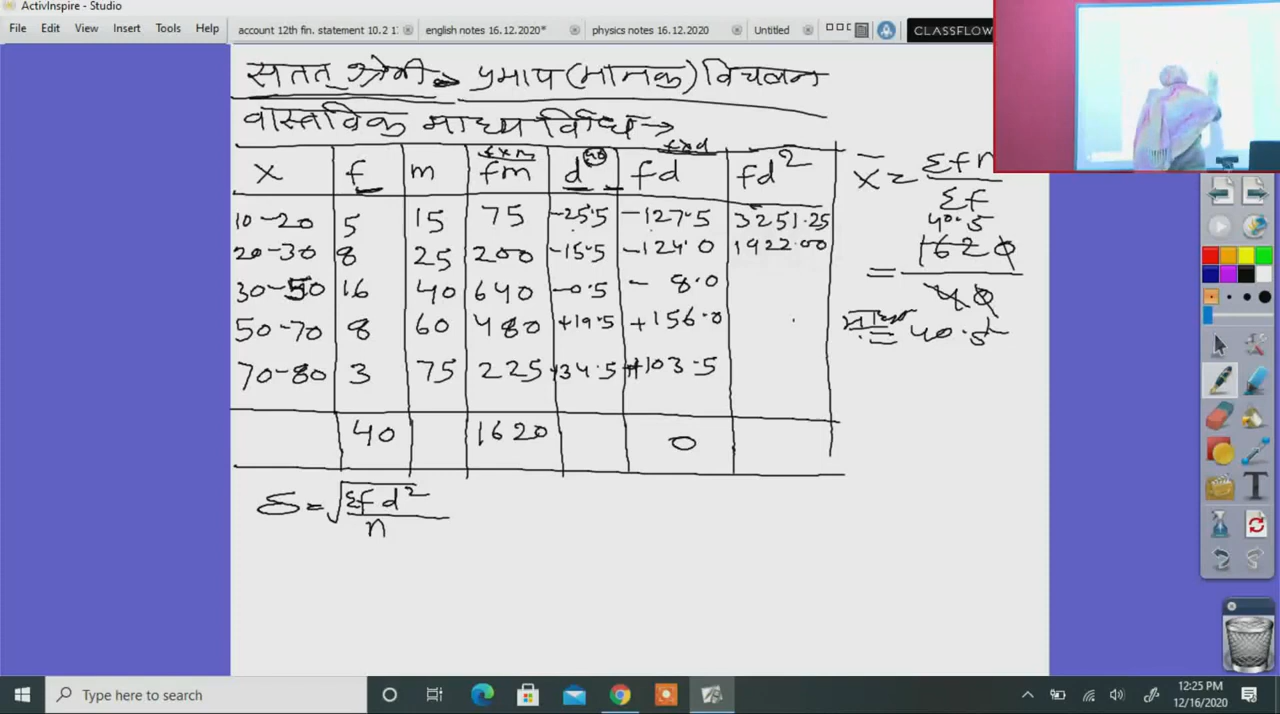 ActivInspire - Studio
File Edit View Insert Tools Help
account 12th fin. statement 10.2 1 english notes 16.12.2020* physics notes 16.12.2020 Untitled CLASSFLOW
सतत् श्रेणी → प्रमाप (मानक) विचलन
वास्तविक माध्य विधि →
X f m f×m fm d fd f×d fd²
10-20 5 15 75 -25.5 -127.5 3251.25
20-30 8 25 200 -15.5 -124.0 1922.00
30-50 16 40 640 -0.5 - 8.0
50-70 8 60 480 +19.5 +156.0
70-80 3 75 225 +34.5 +103.5
40 1620 0
δ = √Σfd²/n
X̄ = Σfm/Σf
40.5
= 1620/40
= 40.5
Type here to search
12:25 PM
12/16/2020